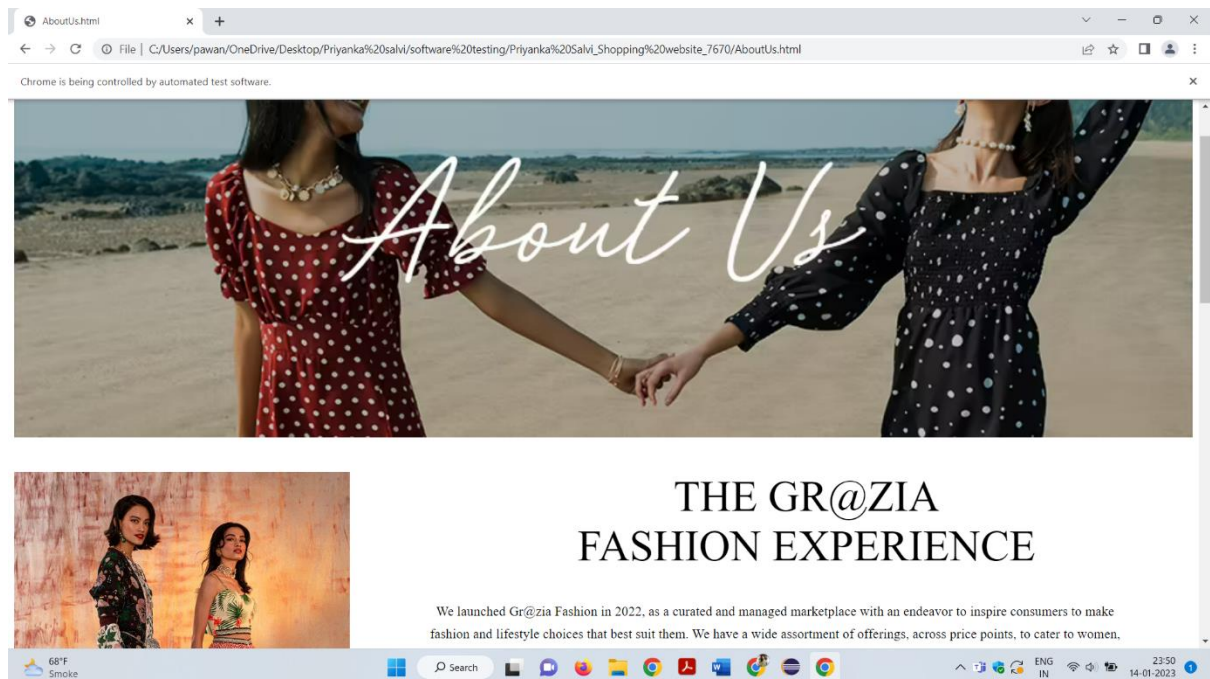 AboutUs.html
File | C:/Users/pawan/OneDrive/Desktop/Priyanka%20salvi/software%20testing/Priyanka%20Salvi_Shopping%20website_7670/AboutUs.html
Chrome is being controlled by automated test software.
About Us
THE GR@ZIA
FASHION EXPERIENCE
We launched Gr@zia Fashion in 2022, as a curated and managed marketplace with an endeavor to inspire consumers to make
fashion and lifestyle choices that best suit them. We have a wide assortment of offerings, across price points, to cater to women,
68°F
Smoke
Search
ENG
IN
23:50
14-01-2023
1